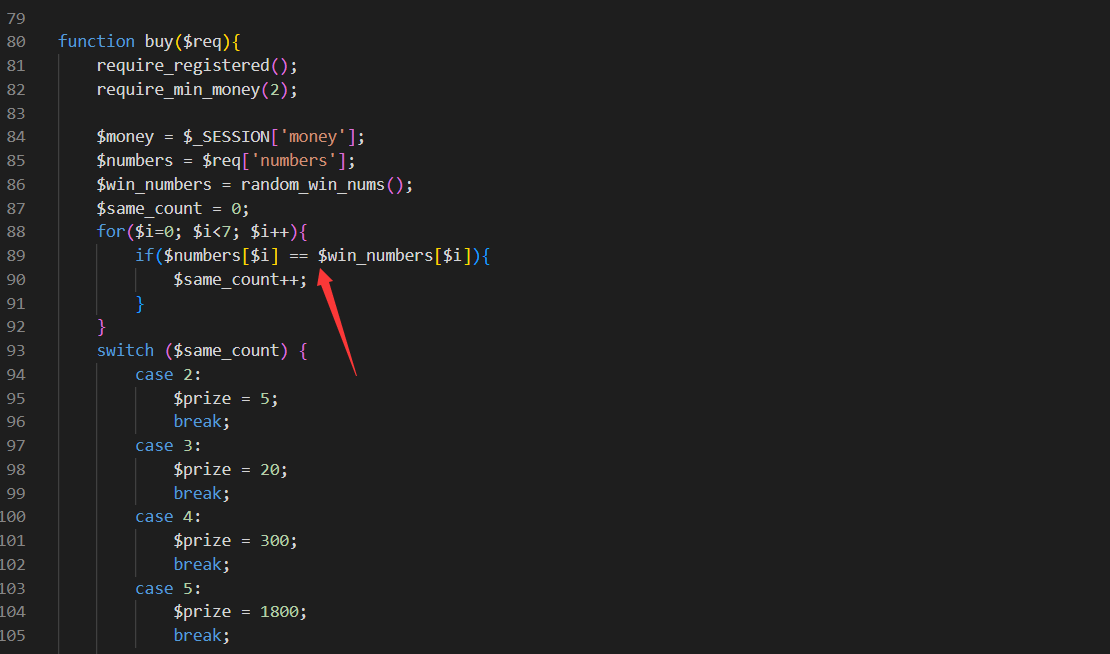 79
80 function buy($req){
81 require_registered();
82 require_min_money(2);
83
84 $money = $_SESSION['money'];
85 $numbers = $req['numbers'];
86 $win_numbers = random_win_nums();
87 $same_count = 0;
88 for($i=0; $i<7; $i++){
89 if($numbers[$i] == $win_numbers[$i]){
90 $same_count++;
91 }
92 }
93 switch ($same_count) {
94 case 2:
95 $prize = 5;
96 break;
97 case 3:
98 $prize = 20;
99 break;
100 case 4:
101 $prize = 300;
102 break;
103 case 5:
104 $prize = 1800;
105 break;